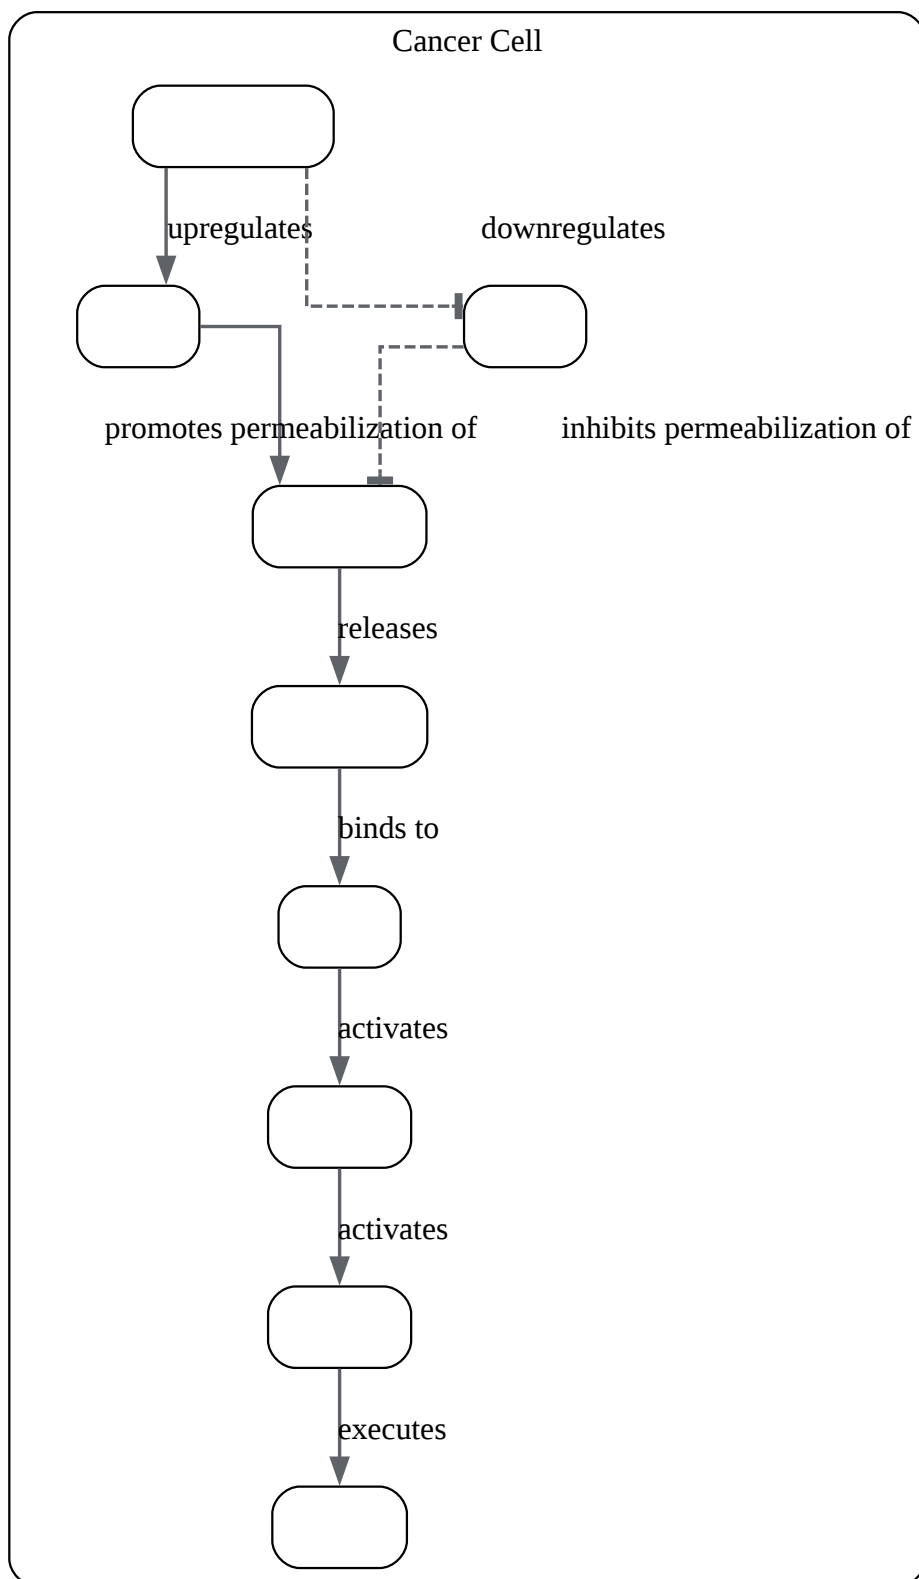 Cancer Cell
upregulates
downregulates
promotes permeabilization of
inhibits permeabilization of
releases
binds to
activates
activates
executes